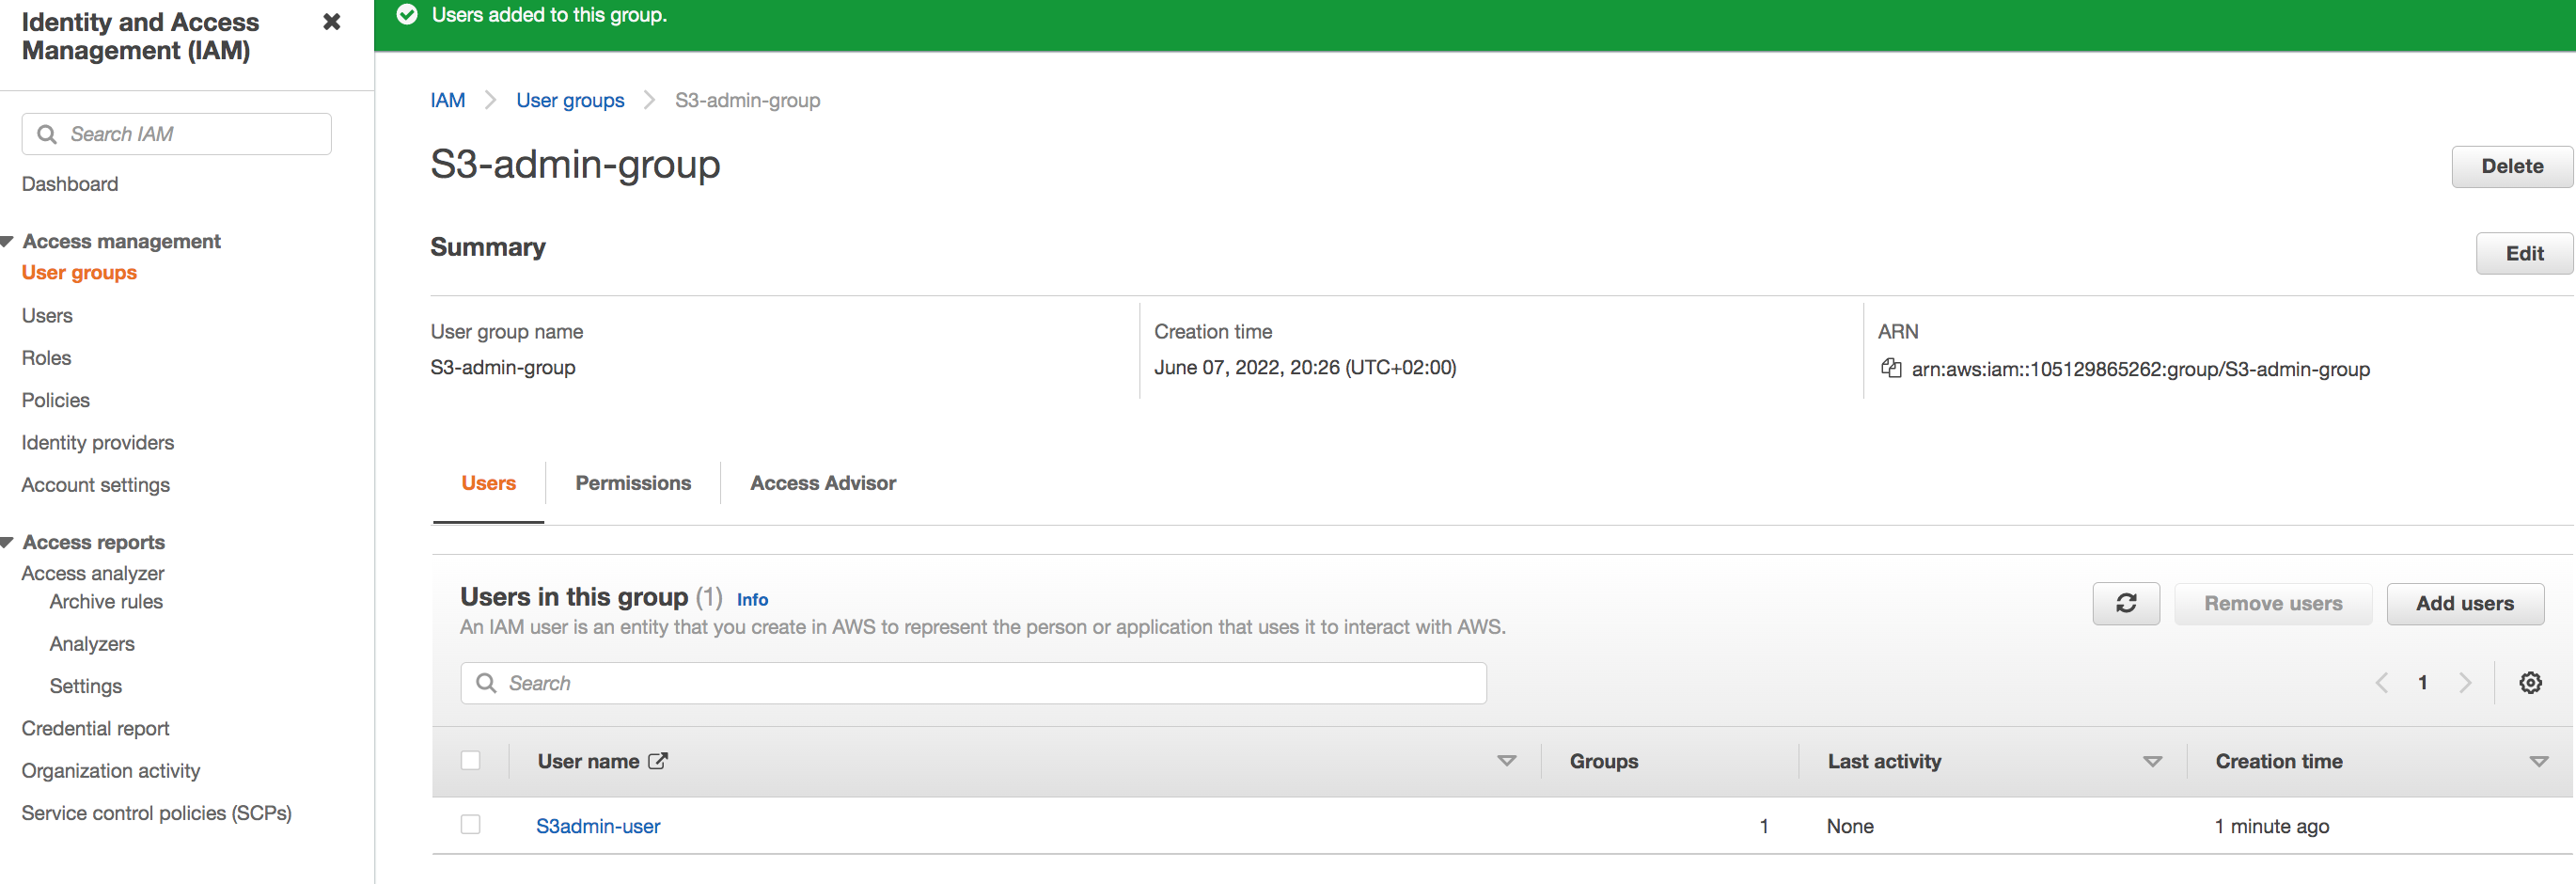 Identity and Access
Management (IAM)
Search IAM
Dashboard
Access management
User groups
Users
Roles
Policies
Identity providers
Account settings
Access reports
Access analyzer
Archive rules
Analyzers
Settings
Credential report
Organization activity
Service control policies (SCPs)
Users added to this group.
IAM User groups S3-admin-group
S3-admin-group
Delete
Summary
Edit
User group name
S3-admin-group
Creation time
June 07, 2022, 20:26 (UTC+02:00)
ARN
arn:aws:iam::105129865262:group/S3-admin-group
Users Permissions Access Advisor
Users in this group (1) Info
An IAM user is an entity that you create in AWS to represent the person or application that uses it to interact with AWS.
Remove users
Add users
Search
1
User name Groups Last activity Creation time
S3admin-user 1 None 1 minute ago